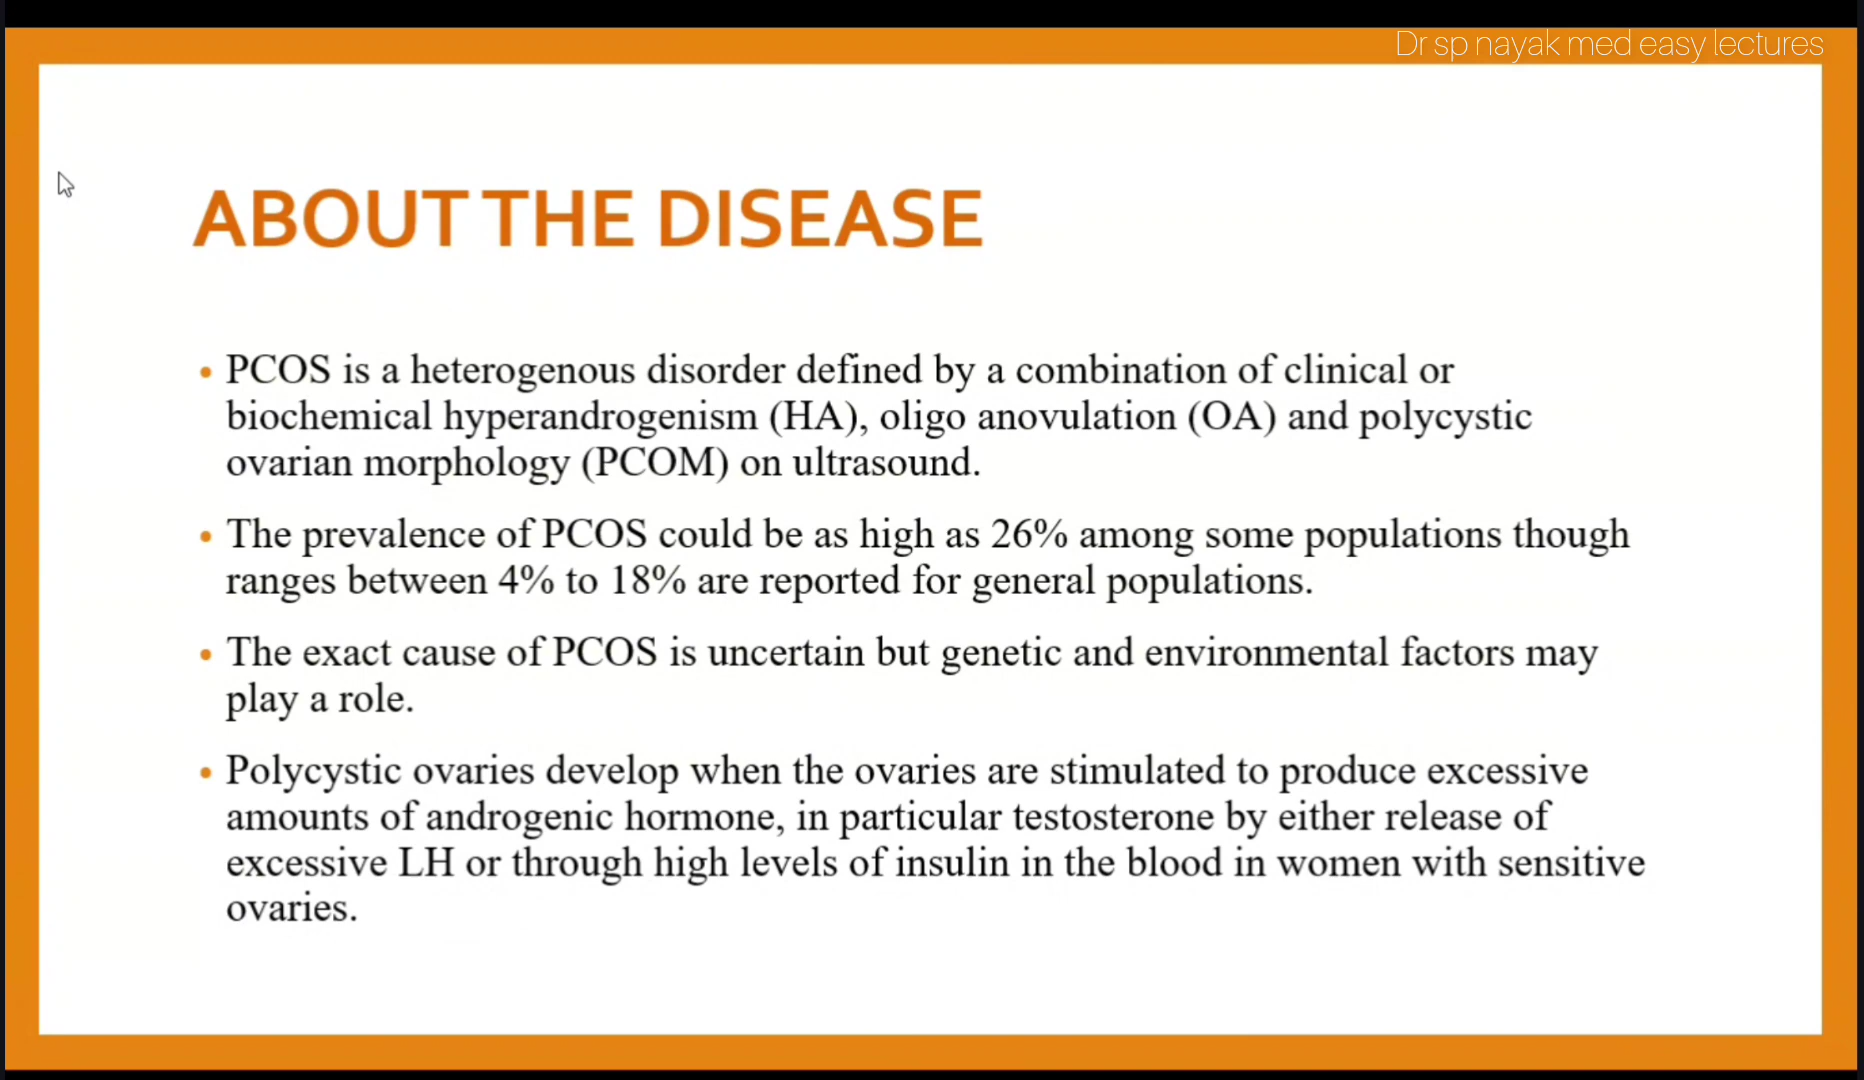 Dr sp nayak med easy lectures
ABOUT THE DISEASE
• PCOS is a heterogenous disorder defined by a combination of clinical or
biochemical hyperandrogenism (HA), oligo anovulation (OA) and polycystic
ovarian morphology (PCOM) on ultrasound.
• The prevalence of PCOS could be as high as 26% among some populations though
ranges between 4% to 18% are reported for general populations.
• The exact cause of PCOS is uncertain but genetic and environmental factors may
play a role.
• Polycystic ovaries develop when the ovaries are stimulated to produce excessive
amounts of androgenic hormone, in particular testosterone by either release of
excessive LH or through high levels of insulin in the blood in women with sensitive
ovaries.